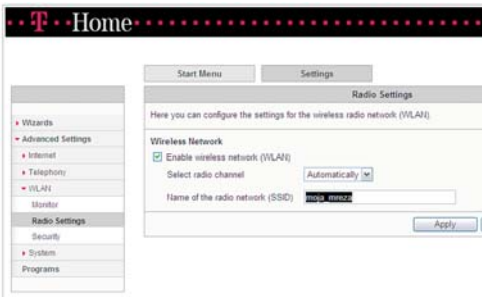 T Home
Start Menu Settings
Radio Settings
Here you can configure the settings for the wireless radio network (WLAN).
Wizards
Advanced Settings
Internet
Telephony
WLAN
Monitor
Radio Settings
Security
System
Programs
Wireless Network
Enable wireless network (WLAN)
Select radio channel Automatically
Name of the radio network (SSID) moja_mreza
Apply